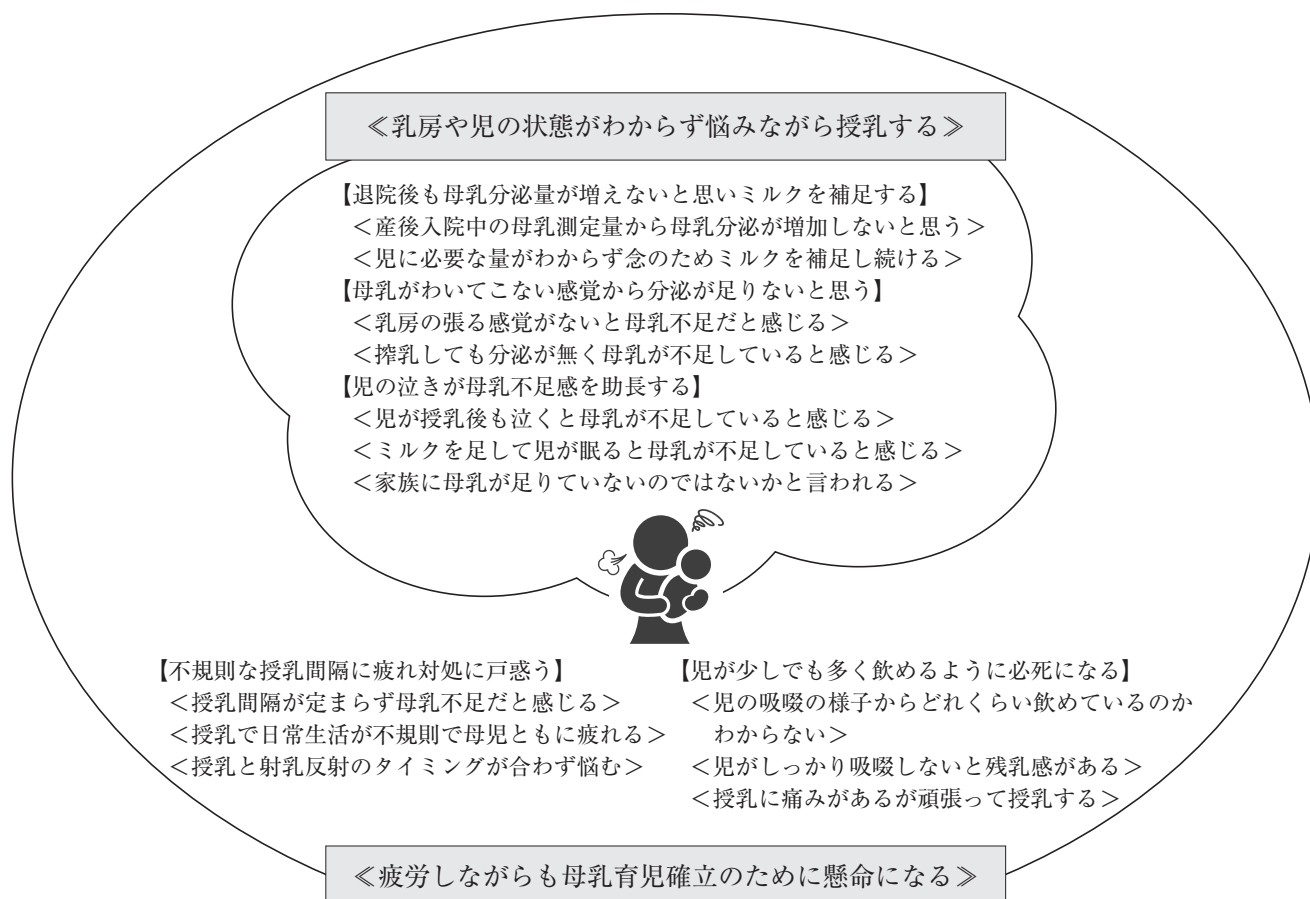 ≪乳房や児の状態がわからず悩みながら授乳する≫
【退院後も母乳分泌量が増えないと思いミルクを補足する】
＜産後入院中の母乳測定量から母乳分泌が増加しないと思う＞
＜児に必要な量がわからず念のためミルクを補足し続ける＞
【母乳がわいてこない感覚から分泌が足りないと思う】
＜乳房の張る感覚がないと母乳不足だと感じる＞
＜搾乳しても分泌が無く母乳が不足していると感じる＞
【児の泣きが母乳不足感を助長する】
＜児が授乳後も泣くと母乳が不足していると感じる＞
＜ミルクを足して児が眠ると母乳が不足していると感じる＞
＜家族に母乳が足りていないのではないかと言われる＞
【不規則な授乳間隔に疲れ対処に戸惑う】
＜授乳間隔が定まらず母乳不足だと感じる＞
＜授乳で日常生活が不規則で母児ともに疲れる＞
＜授乳と射乳反射のタイミングが合わず悩む＞
【児が少しでも多く飲めるように必死になる】
＜児の吸啜の様子からどれくらい飲めているのか
わからない＞
＜児がしっかり吸啜しないと残乳感がある＞
＜授乳に痛みがあるが頑張って授乳する＞
≪疲労しながらも母乳育児確立のために懸命になる≫